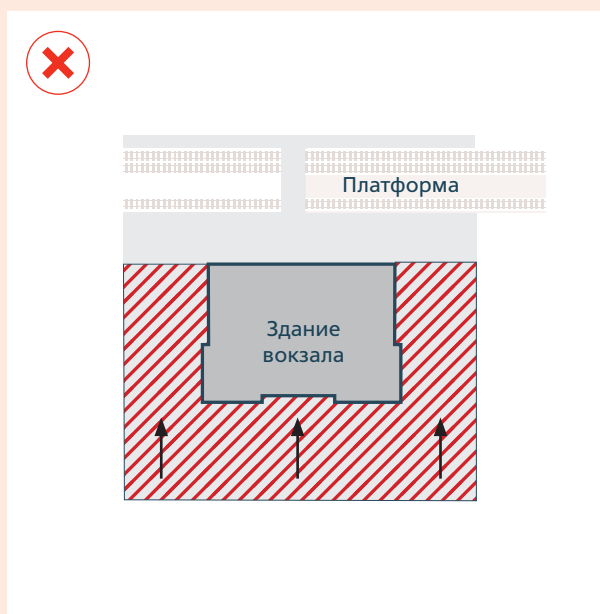 Платформа
Здание
вокзала